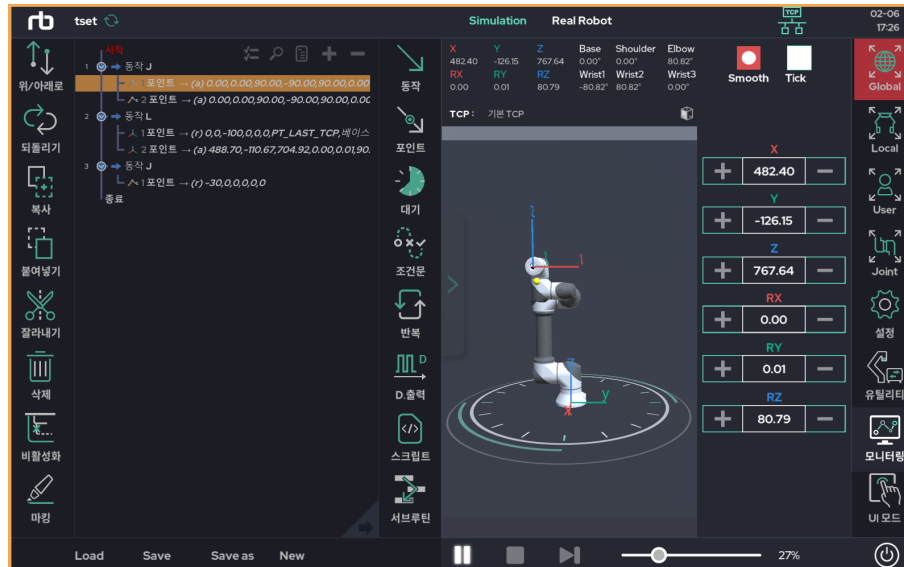 rb tset Simulation Real Robot TCP 02-06
17:26
위/아래로
되돌리기
복사
붙여넣기
잘라내기
삭제
비활성화
마킹
시작
1 동작 J
1 포인트 → (a) 0.00,0.00,90.00,-90.00,90.00,0.00
2 포인트 → (a) 0.00,0.00,90.00,-90.00,90.00,0.00
2 동작 L
1 포인트 → (r) 0,0,-100,0,0,0,PT_LAST_TCP,베이스
2 포인트 → (a) 488.70,-110.67,704.92,0.00,0.01,90.
3 동작 J
1 포인트 → (r) -30,0,0,0,0,0
종료
동작
포인트
대기
조건문
반복
D
D.출력
스크립트
서브루틴
X Y Z Base Shoulder Elbow
482.40 -126.15 767.64 0.00° 0.00° 80.82°
RX RY RZ Wrist1 Wrist2 Wrist3
0.00 0.01 80.79 -80.82° 80.82° 0.00°
TCP : 기본 TCP
z
y
x
Smooth Tick
X
482.40
Y
-126.15
Z
767.64
RX
0.00
RY
0.01
RZ
80.79
Global
Local
User
Joint
설정
유틸리티
모니터링
UI 모드
Load Save Save as New 27%